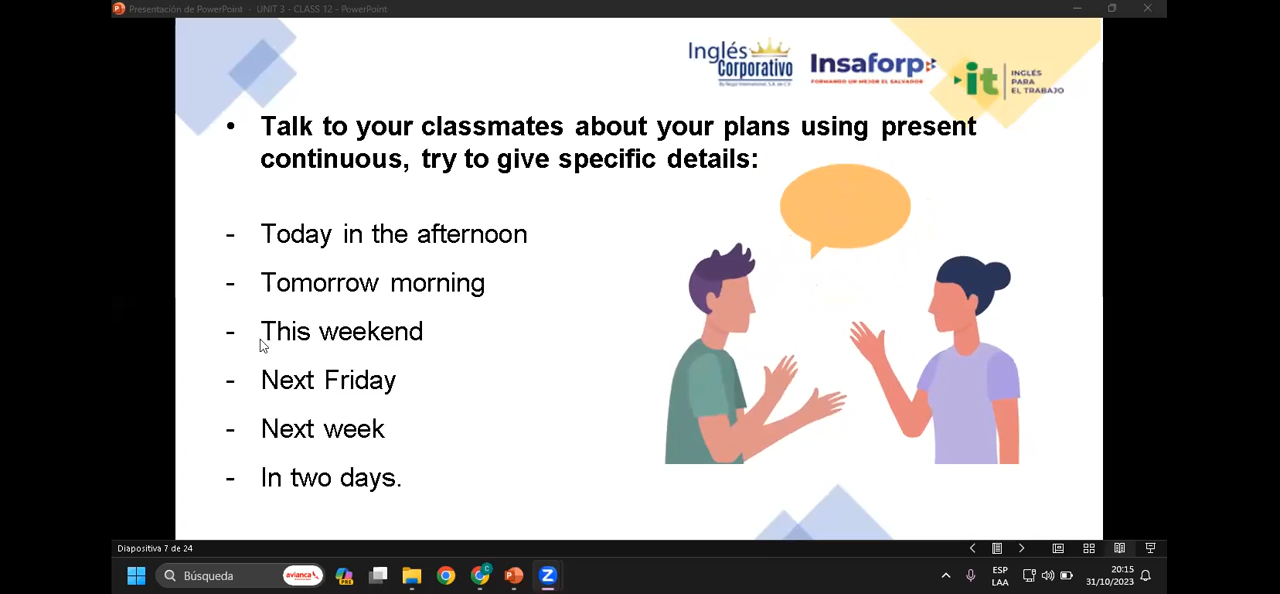 Presentación de PowerPoint - UNIT 3 - CLASS 12 - PowerPoint
Inglés
Corporativo
Insaforp
FORMANDO UN MEJOR EL SALVADOR
it
INGLÉS
PARA
EL TRABAJO
• Talk to your classmates about your plans using present
continuous, try to give specific details:
- Today in the afternoon
- Tomorrow morning
- This weekend
- Next Friday
- Next week
- In two days.
Diapositiva 7 de 24
Búsqueda
avianca
PRE
ESP
LAA
20:15
31/10/2023